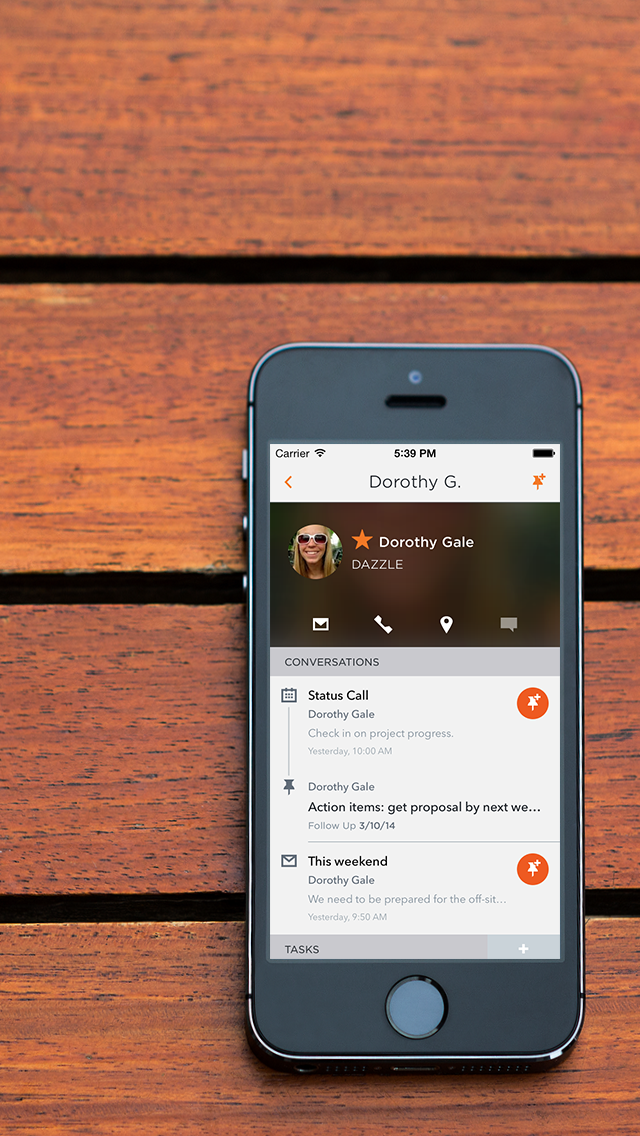 Carrier 5:39 PM
Dorothy G.
Dorothy Gale
DAZZLE
CONVERSATIONS
Status Call
Dorothy Gale
Check in on project progress.
Yesterday, 10:00 AM
Dorothy Gale
Action items: get proposal by next we…
Follow Up 3/10/14
This weekend
Dorothy Gale
We need to be prepared for the off-sit…
Yesterday, 9:50 AM
TASKS +